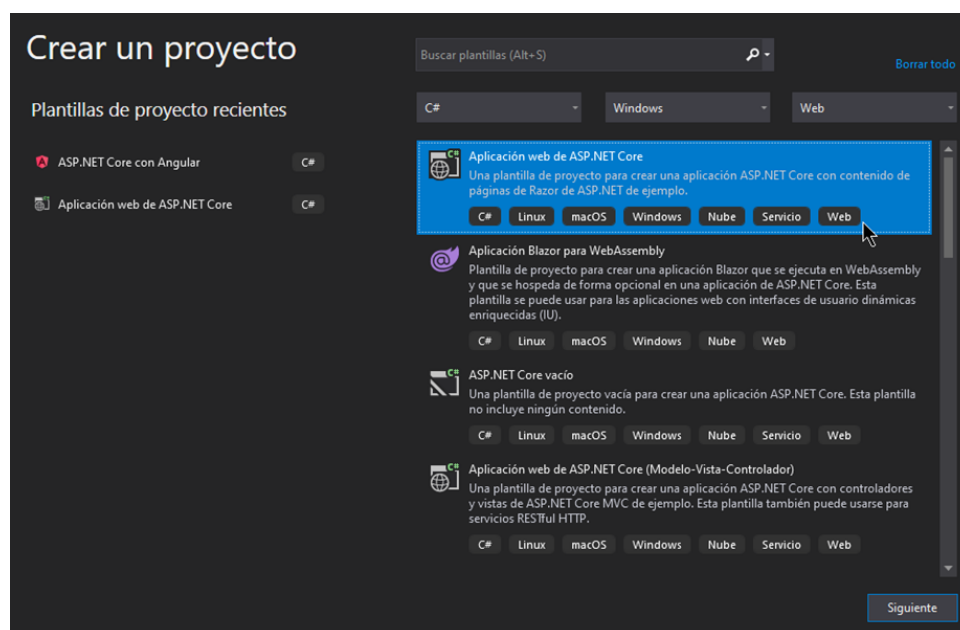 Crear un proyecto
Buscar plantillas (Alt+S)
Borrar todo
Plantillas de proyecto recientes
C#
Windows
Web
ASP.NET Core con Angular
C#
Aplicación web de ASP.NET Core
C#
Aplicación web de ASP.NET Core
Una plantilla de proyecto para crear una aplicación ASP.NET Core con contenido de
páginas de Razor de ASP.NET de ejemplo.
C# Linux macOS Windows Nube Servicio Web
Aplicación Blazor para WebAssembly
Plantilla de proyecto para crear una aplicación Blazor que se ejecuta en WebAssembly
y que se hospeda de forma opcional en una aplicación de ASP.NET Core. Esta
plantilla se puede usar para las aplicaciones web con interfaces de usuario dinámicas
enriquecidas (IU).
C# Linux macOS Windows Nube Web
ASP.NET Core vacío
Una plantilla de proyecto vacía para crear una aplicación ASP.NET Core. Esta plantilla
no incluye ningún contenido.
C# Linux macOS Windows Nube Servicio Web
Aplicación web de ASP.NET Core (Modelo-Vista-Controlador)
Una plantilla de proyecto para crear una aplicación ASP.NET Core con controladores
y vistas de ASP.NET Core MVC de ejemplo. Esta plantilla también puede usarse para
servicios RESTful HTTP.
C# Linux macOS Windows Nube Servicio Web
Siguiente